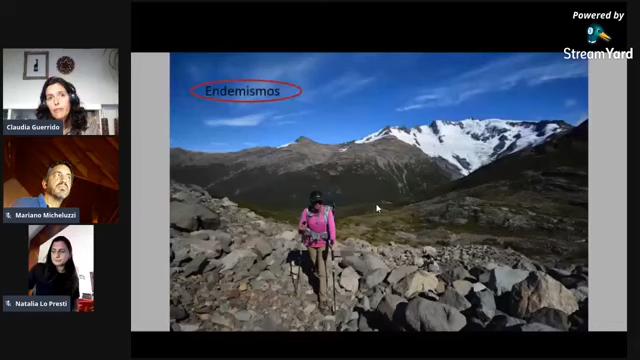 Powered by
StreamYard
Endemismos
Claudia Guerrido
Mariano Micheluzzi
Natalia Lo Presti